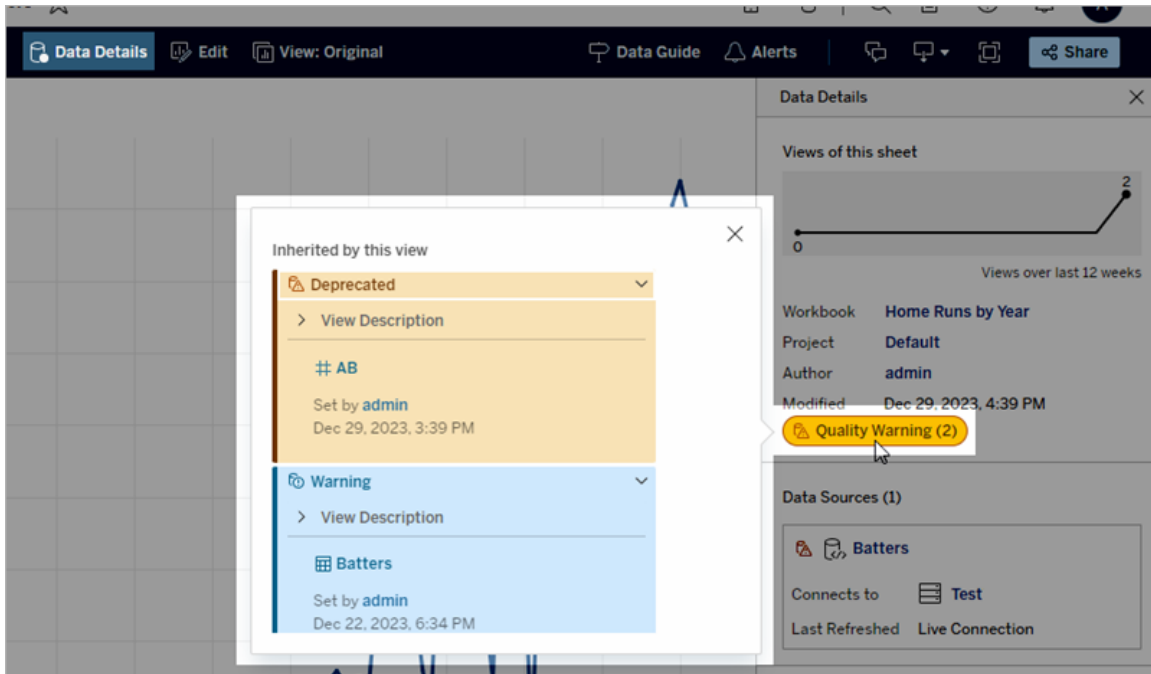 Data Details Edit View: Original Data Guide Alerts Share
Data Details
Views of this sheet
2
0
Views over last 12 weeks
Workbook Home Runs by Year
Project Default
Author admin
Modified Dec 29, 2023, 4:39 PM
Quality Warning (2)
Data Sources (1)
Batters
Connects to Test
Last Refreshed Live Connection
Inherited by this view
Deprecated
View Description
AB
Set by admin
Dec 29, 2023, 3:39 PM
Warning
View Description
Batters
Set by admin
Dec 22, 2023, 6:34 PM